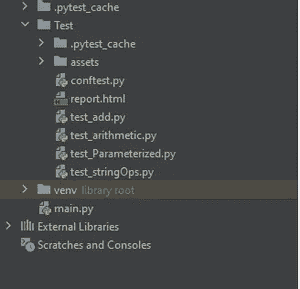 .pytest_cache
Test
.pytest_cache
assets
conftest.py
report.html
test_add.py
test_arithmetic.py
test_Parameterized.py
test_stringOps.py
venv library root
main.py
External Libraries
Scratches and Consoles